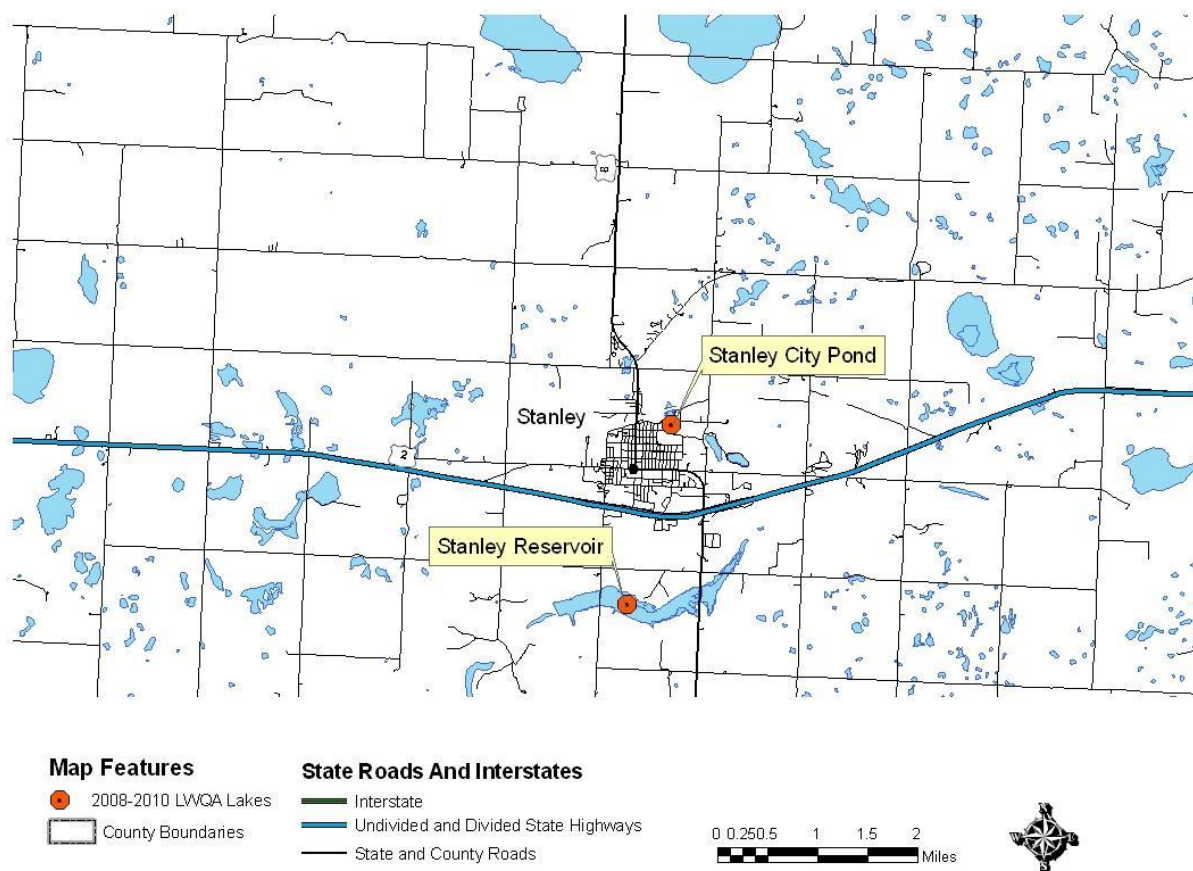 8
Stanley City Pond
Stanley
2
Stanley Reservoir
Map Features
2008-2010 LWQA Lakes
County Boundaries
State Roads And Interstates
Interstate
Undivided and Divided State Highways
State and County Roads
0 0.250.5 1 1.5 2
Miles
N
W E
S